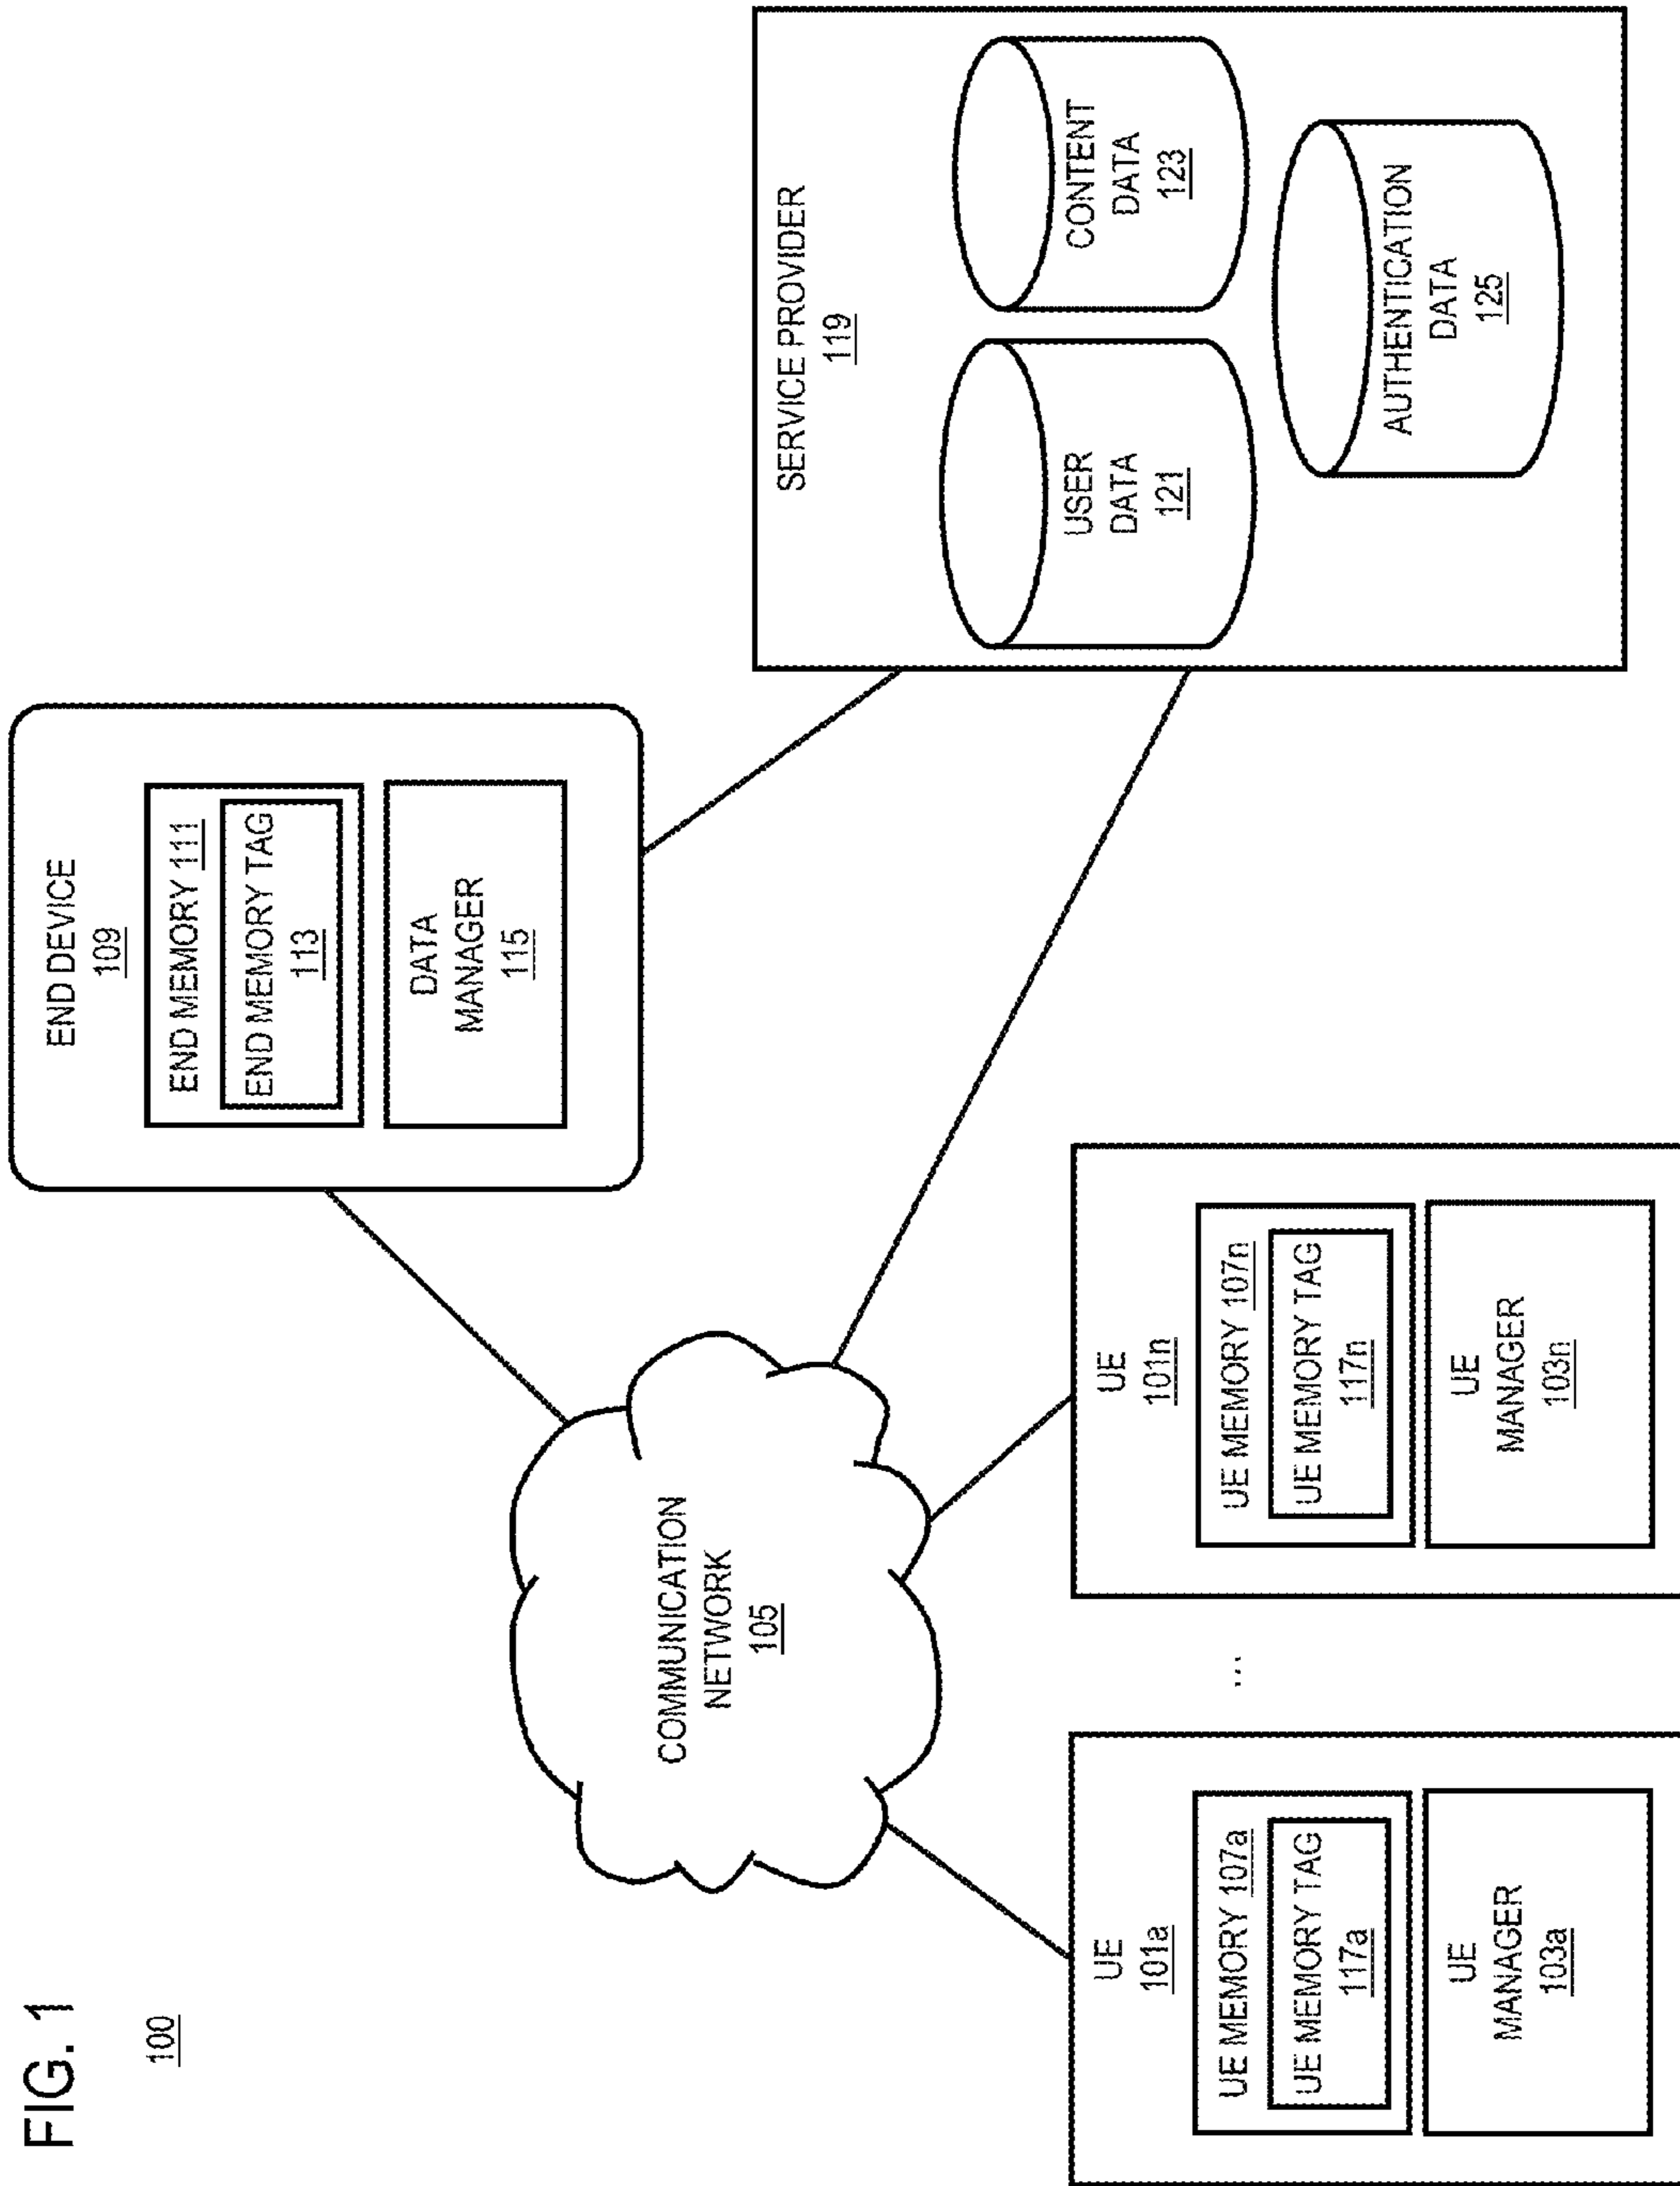 FIG. 1
100
END DEVICE
109
END MEMORY 111
END MEMORY TAG
113
DATA
MANAGER
115
COMMUNICATION
NETWORK
105
SERVICE PROVIDER
119
USER
DATA
121
CONTENT
DATA
123
AUTHENTICATION
DATA
125
UE
101a
UE MEMORY 107a
UE MEMORY TAG
117a
UE
MANAGER
103a
...
UE
101n
UE MEMORY 107n
UE MEMORY TAG
117n
UE
MANAGER
103n